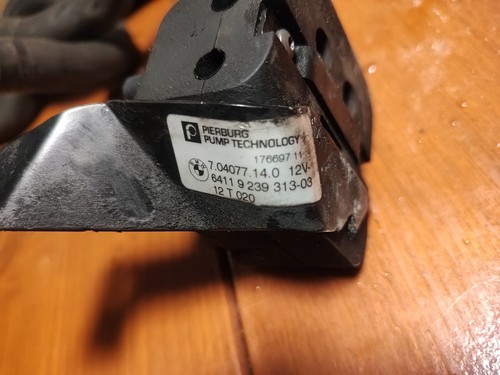 PIERBURG
PUMP TECHNOLOGY
176697 11
7.04077.14.0 12V
6411 9 239 313-03
12 T 020